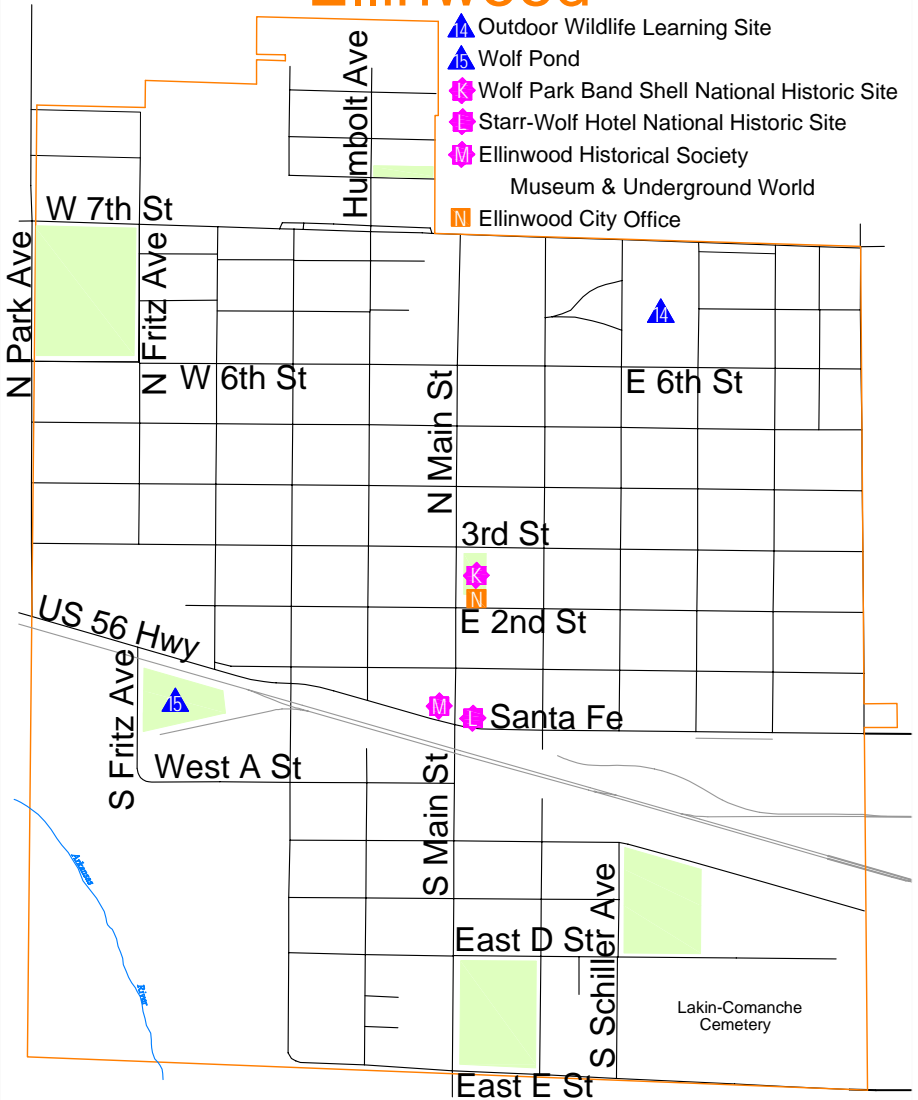 Ellinwood
14 Outdoor Wildlife Learning Site
15 Wolf Pond
K Wolf Park Band Shell National Historic Site
E Starr-Wolf Hotel National Historic Site
M Ellinwood Historical Society
Museum & Underground World
N Ellinwood City Office
Humbolt Ave
W 7th St
N Park Ave
N Fritz Ave
14
W 6th St
E 6th St
N Main St
3rd St
K
N
E 2nd St
US 56 Hwy
S Fritz Ave
15
M
L
Santa Fe
West A St
S Main St
Arkansas
River
S Schiller Ave
East D St
Lakin-Comanche
Cemetery
East E St